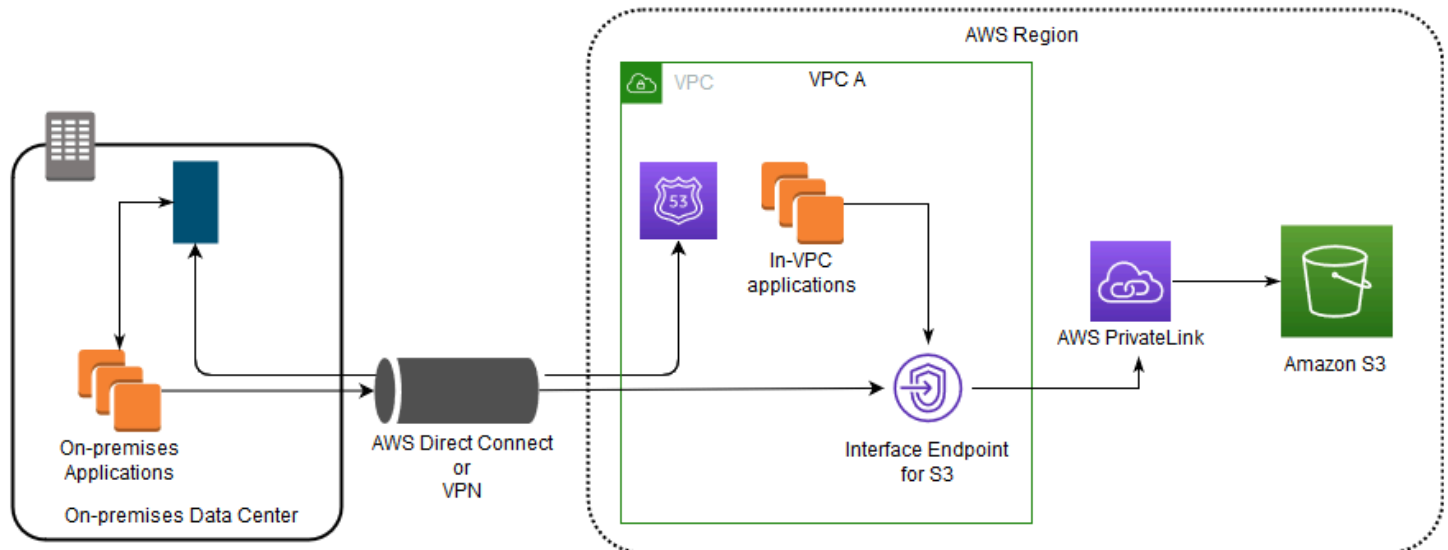 AWS Region
VPC
VPC A
53
In-VPC
applications
AWS PrivateLink
Amazon S3
On-premises
Applications
AWS Direct Connect
or
VPN
Interface Endpoint
for S3
On-premises Data Center